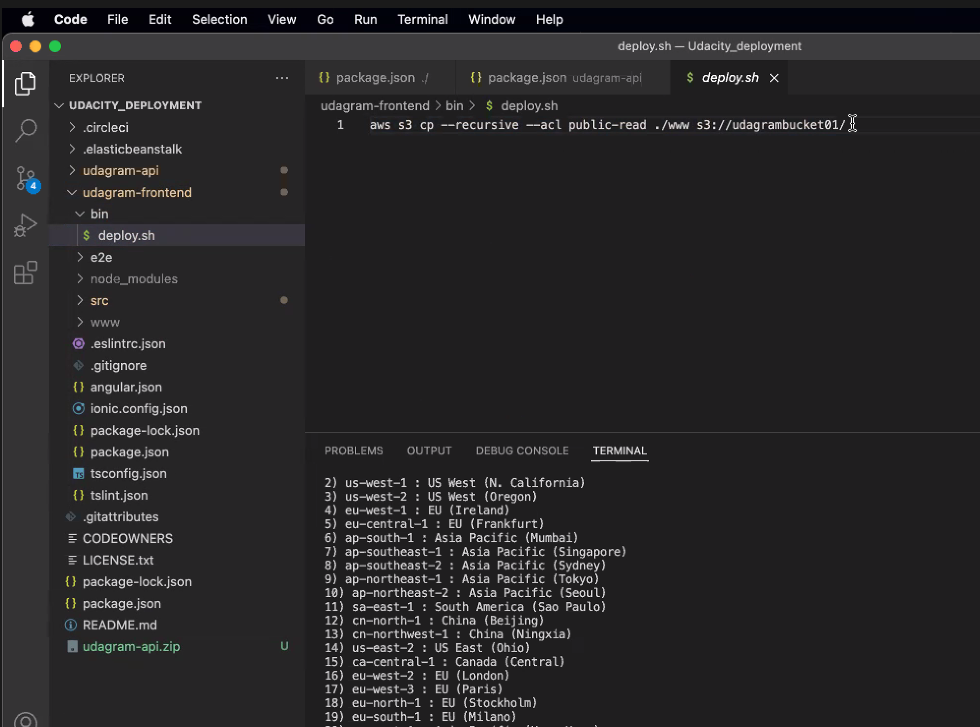 Code File Edit Selection View Go Run Terminal Window Help
deploy.sh — Udacity_deployment
EXPLORER ···
{} package.json ./
{} package.json udagram-api
$ deploy.sh ×
udagram-frontend > bin > $ deploy.sh
1 aws s3 cp --recursive --acl public-read ./www s3://udagrambucket01/
UDACITY_DEPLOYMENT
.circleci
.elasticbeanstalk
udagram-api
udagram-frontend
bin
$ deploy.sh
e2e
node_modules
src
www
.eslintrc.json
.gitignore
{} angular.json
ionic.config.json
{} package-lock.json
{} package.json
TS tsconfig.json
{} tslint.json
.gitattributes
CODEOWNERS
LICENSE.txt
{} package-lock.json
{} package.json
README.md
udagram-api.zip U
4
PROBLEMS OUTPUT DEBUG CONSOLE TERMINAL
2) us-west-1 : US West (N. California)
3) us-west-2 : US West (Oregon)
4) eu-west-1 : EU (Ireland)
5) eu-central-1 : EU (Frankfurt)
6) ap-south-1 : Asia Pacific (Mumbai)
7) ap-southeast-1 : Asia Pacific (Singapore)
8) ap-southeast-2 : Asia Pacific (Sydney)
9) ap-northeast-1 : Asia Pacific (Tokyo)
10) ap-northeast-2 : Asia Pacific (Seoul)
11) sa-east-1 : South America (Sao Paulo)
12) cn-north-1 : China (Beijing)
13) cn-northwest-1 : China (Ningxia)
14) us-east-2 : US East (Ohio)
15) ca-central-1 : Canada (Central)
16) eu-west-2 : EU (London)
17) eu-west-3 : EU (Paris)
18) eu-north-1 : EU (Stockholm)
19) eu-south-1 : EU (Milano)